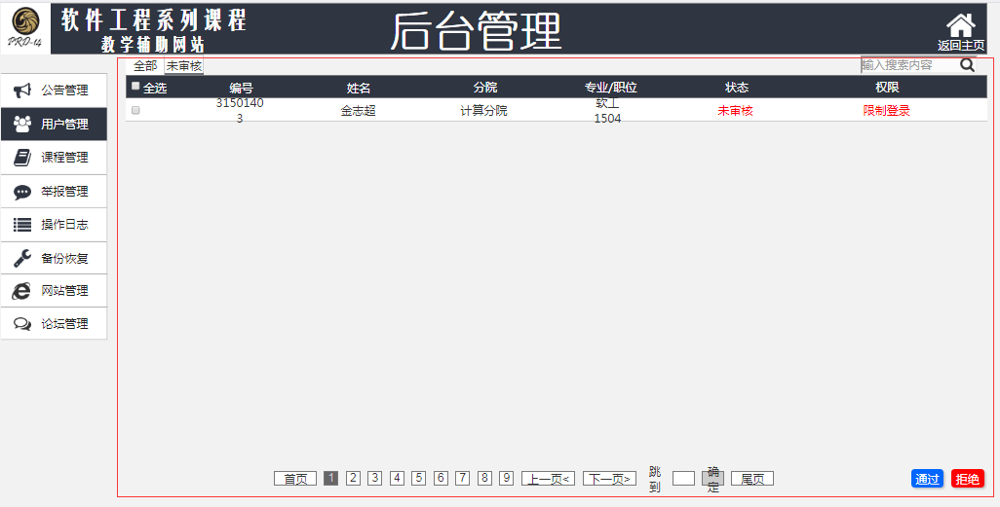 PRD-14
软件工程系列课程
教学辅助网站
后台管理
返回主页
公告管理
用户管理
课程管理
举报管理
操作日志
备份恢复
网站管理
论坛管理
全部 未审核 输入搜索内容
全选 编号 姓名 分院 专业/职位 状态 权限
3150140
3
金志超 计算分院
软工
1504
未审核 限制登录
首页 1 2 3 4 5 6 7 8 9 上一页< 下一页>
跳
到
确
定
尾页
通过 拒绝